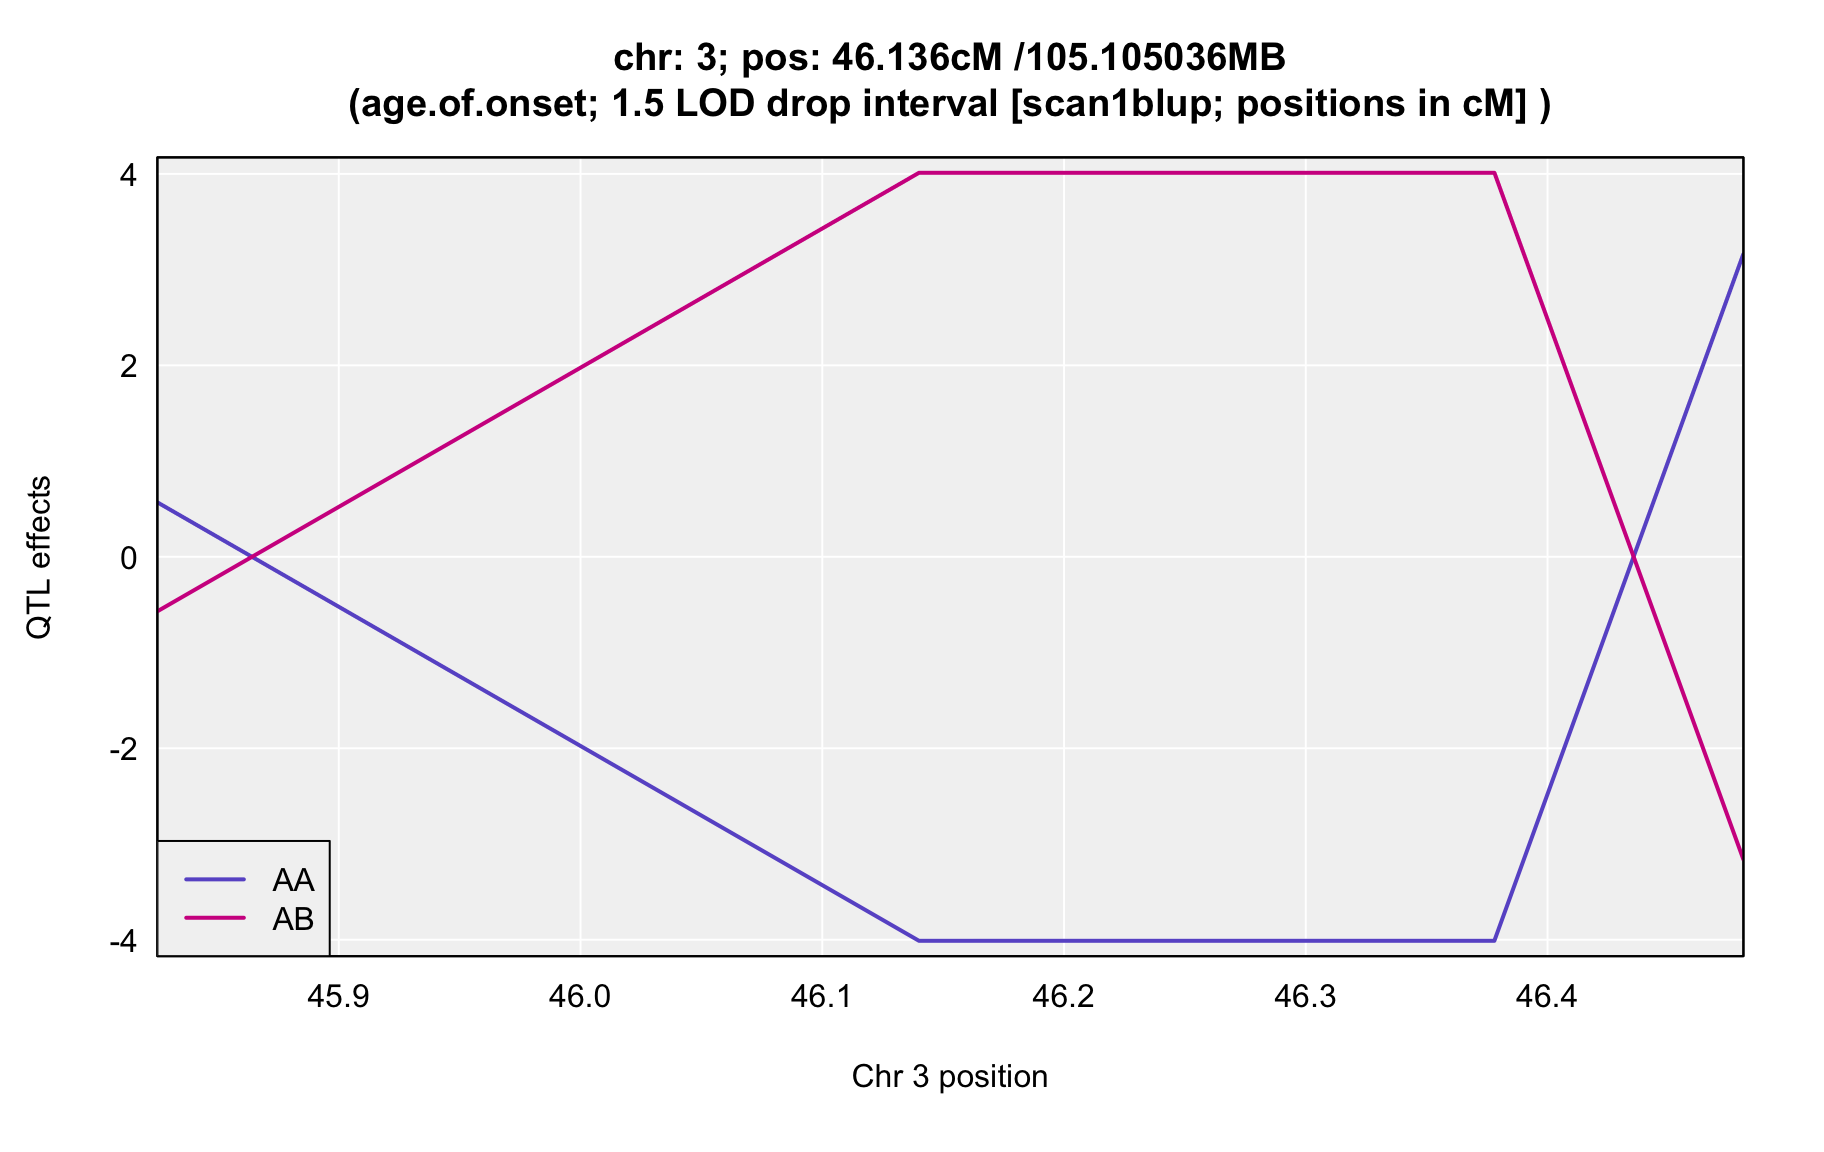 chr: 3; pos: 46.136cM /105.105036MB
(age.of.onset; 1.5 LOD drop interval [scan1blup; positions in cM] )
QTL effects
4
2
0
-2
-4
AA
AB
45.9 46.0 46.1 46.2 46.3 46.4
Chr 3 position